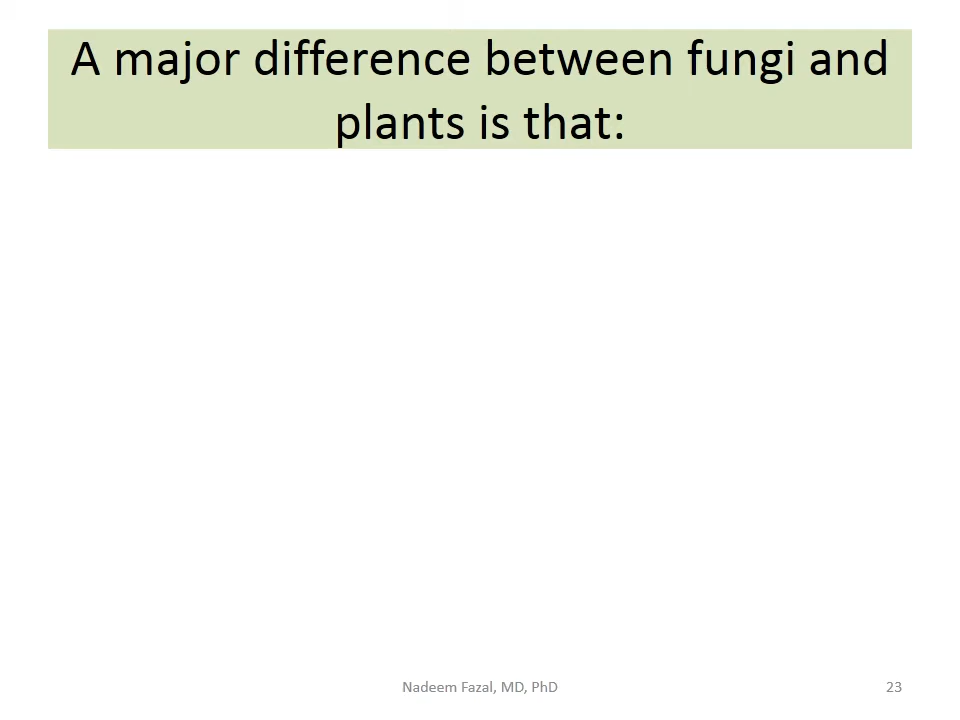 A major difference between fungi and
plants is that:
Nadeem Fazal, MD, PhD
23